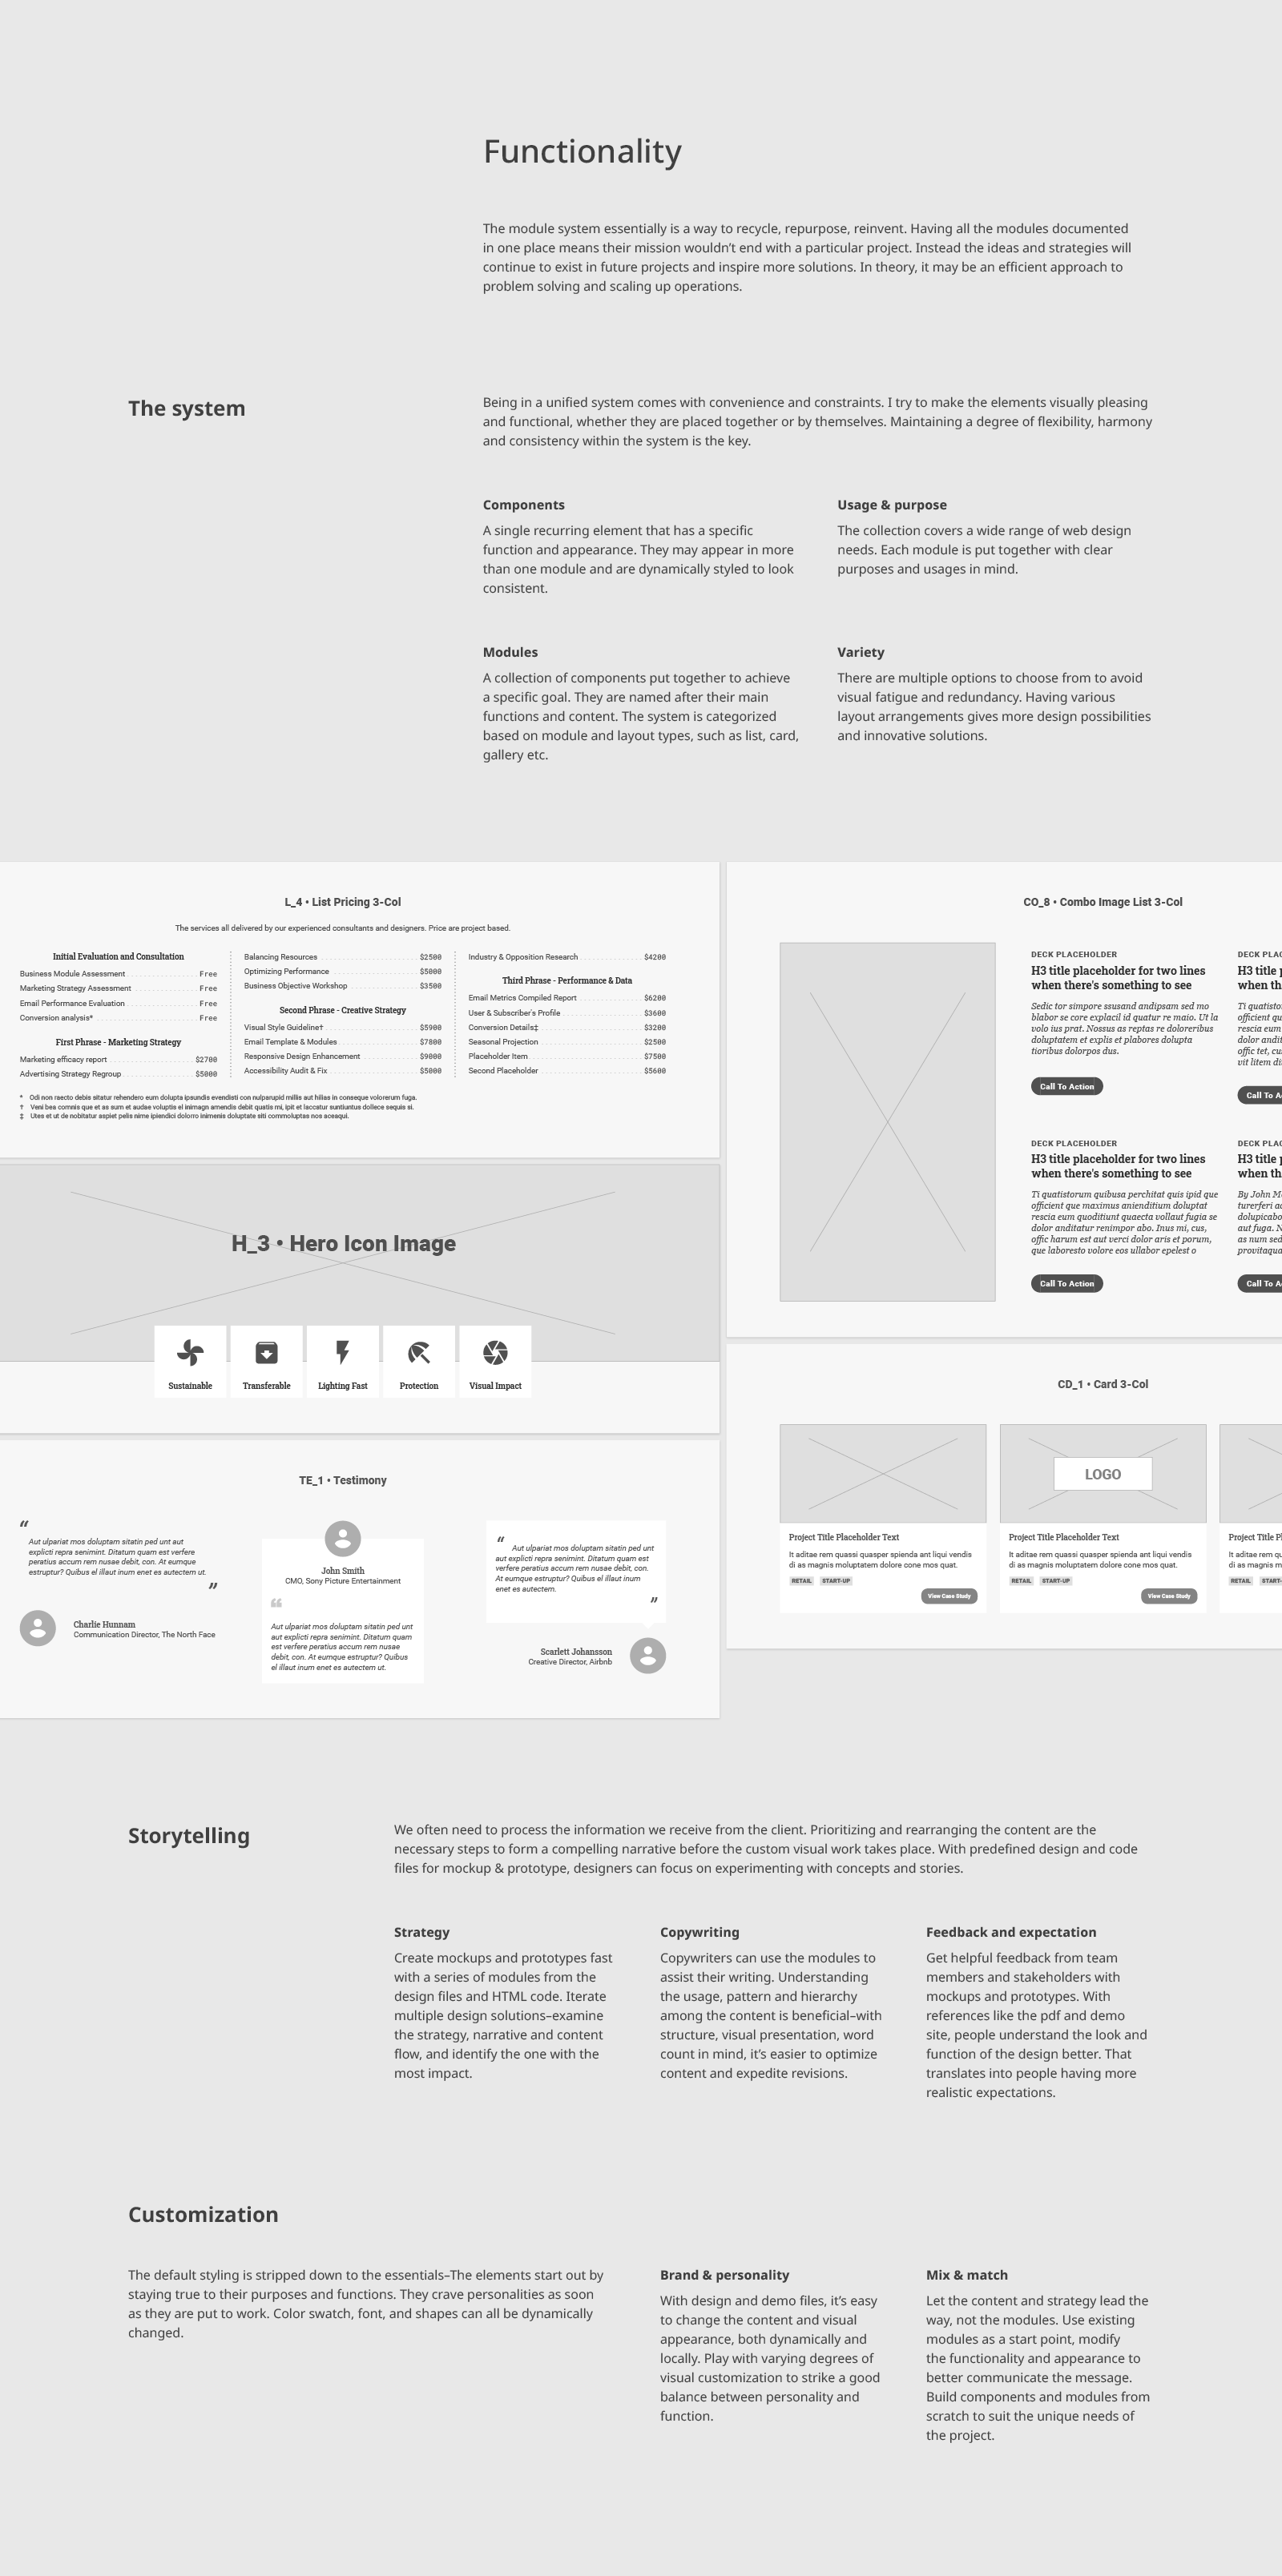 Functionality
The module system essentially is a way to recycle, repurpose, reinvent. Having all the modules documented
in one place means their mission wouldn’t end with a particular project. Instead the ideas and strategies will
continue to exist in future projects and inspire more solutions. In theory, it may be an efficient approach to
problem solving and scaling up operations.
The system
Being in a unified system comes with convenience and constraints. I try to make the elements visually pleasing
and functional, whether they are placed together or by themselves. Maintaining a degree of flexibility, harmony
and consistency within the system is the key.
Components
A single recurring element that has a specific
function and appearance. They may appear in more
than one module and are dynamically styled to look
consistent.
Usage & purpose
The collection covers a wide range of web design
needs. Each module is put together with clear
purposes and usages in mind.
Modules
A collection of components put together to achieve
a specific goal. They are named after their main
functions and content. The system is categorized
based on module and layout types, such as list, card,
gallery etc.
Variety
There are multiple options to choose from to avoid
visual fatigue and redundancy. Having various
layout arrangements gives more design possibilities
and innovative solutions.
L_4 • List Pricing 3-Col
The services all delivered by our experienced consultants and designers. Price are project based.
Initial Evaluation and Consultation
Business Module Assessment Free
Marketing Strategy Assessment Free
Email Performance Evaluation Free
Conversion analysis* Free
First Phrase - Marketing Strategy
Marketing efficacy report $2700
Advertising Strategy Regroup $5000
Balancing Resources $2500
Optimizing Performance $5000
Business Objective Workshop $3500
Second Phrase - Creative Strategy
Visual Style Guideline† $5900
Email Template & Modules $7800
Responsive Design Enhancement $9000
Accessibility Audit & Fix $5000
Industry & Opposition Research $4200
Third Phrase - Performance & Data
Email Metrics Compiled Report $6200
User & Subscriber's Profile $3600
Conversion Details‡ $3200
Seasonal Projection $2500
Placeholder Item $7500
Second Placeholder $5600
* Odi non raecto debis sitatur rehendero eum dolupta ipsundis evendisti con nulparupid millis aut hilias in conseque volorerum fuga.
† Veni bea comnis que et as sum et audae voluptis el inimagn amendis debit quatis mi, ipit et laccatur suntiuntus dollece sequis si.
‡ Utes et ut de nobitatur aspiet pelis nime ipiendici dolorro inimenis doluptate siti commoluptas nos aceaqui.
CO_8 • Combo Image List 3-Col
DECK PLACEHOLDER
H3 title placeholder for two lines
when there's something to see
Sedic tor simpore ssusand andipsam sed mo
blabor se core explacil id quatur re maio. Ut la
volo ius prat. Nossus as reptas re doloreribus
doluptatem et explis et plabores dolupta
tioribus dolorpos dus.
Call To Action
DECK PLAC
H3 title p
when th
Ti quatisto
officient qu
rescia eum
dolor andit
offic tet, cus
vit litem di
Call To A
DECK PLACEHOLDER
H3 title placeholder for two lines
when there's something to see
Ti quatistorum quibusa perchitat quis ipid que
officient que maximus anienditium doluptat
rescia eum quoditiunt quaecta vollaut fugia se
dolor anditatur renimpor abo. Inus mi, cus,
offic harum est aut verci dolor aris et porum,
que laboresto volore eos ullabor epelest o
Call To Action
DECK PLAC
H3 title p
when th
By John M
turerferi ac
dolupicabo
aut fuga. N
as num sed
provitaqua
Call To A
H_3 • Hero Icon Image
Sustainable
Transferable
Lighting Fast
Protection
Visual Impact
CD_1 • Card 3-Col
Project Title Placeholder Text
It aditae rem quassi quasper spienda ant liqui vendis
di as magnis moluptatem dolore cone mos quat.
RETAIL START-UP
View Case Study
LOGO
Project Title Placeholder Text
It aditae rem quassi quasper spienda ant liqui vendis
di as magnis moluptatem dolore cone mos quat.
RETAIL START-UP
View Case Study
Project Title Pl
It aditae rem qu
di as magnis m
RETAIL START-
TE_1 • Testimony
“
Aut ulpariat mos doluptam sitatin ped unt aut
explicti repra senimint. Ditatum quam est verfere
peratius accum rem nusae debit, con. At eumque
estruptur? Quibus el illaut inum enet es autectem ut.
”
Charlie Hunnam
Communication Director, The North Face
John Smith
CMO, Sony Picture Entertainment
“
Aut ulpariat mos doluptam sitatin ped unt
aut explicti repra senimint. Ditatum quam
est verfere peratius accum rem nusae
debit, con. At eumque estruptur? Quibus
el illaut inum enet es autectem ut.
“ Aut ulpariat mos doluptam sitatin ped unt
aut explicti repra senimint. Ditatum quam est
verfere peratius accum rem nusae debit, con.
At eumque estruptur? Quibus el illaut inum
enet es autectem.
”
Scarlett Johansson
Creative Director, Airbnb
Storytelling
We often need to process the information we receive from the client. Prioritizing and rearranging the content are the
necessary steps to form a compelling narrative before the custom visual work takes place. With predefined design and code
files for mockup & prototype, designers can focus on experimenting with concepts and stories.
Strategy
Create mockups and prototypes fast
with a series of modules from the
design files and HTML code. Iterate
multiple design solutions–examine
the strategy, narrative and content
flow, and identify the one with the
most impact.
Copywriting
Copywriters can use the modules to
assist their writing. Understanding
the usage, pattern and hierarchy
among the content is beneficial–with
structure, visual presentation, word
count in mind, it’s easier to optimize
content and expedite revisions.
Feedback and expectation
Get helpful feedback from team
members and stakeholders with
mockups and prototypes. With
references like the pdf and demo
site, people understand the look and
function of the design better. That
translates into people having more
realistic expectations.
Customization
The default styling is stripped down to the essentials–The elements start out by
staying true to their purposes and functions. They crave personalities as soon
as they are put to work. Color swatch, font, and shapes can all be dynamically
changed.
Brand & personality
With design and demo files, it’s easy
to change the content and visual
appearance, both dynamically and
locally. Play with varying degrees of
visual customization to strike a good
balance between personality and
function.
Mix & match
Let the content and strategy lead the
way, not the modules. Use existing
modules as a start point, modify
the functionality and appearance to
better communicate the message.
Build components and modules from
scratch to suit the unique needs of
the project.